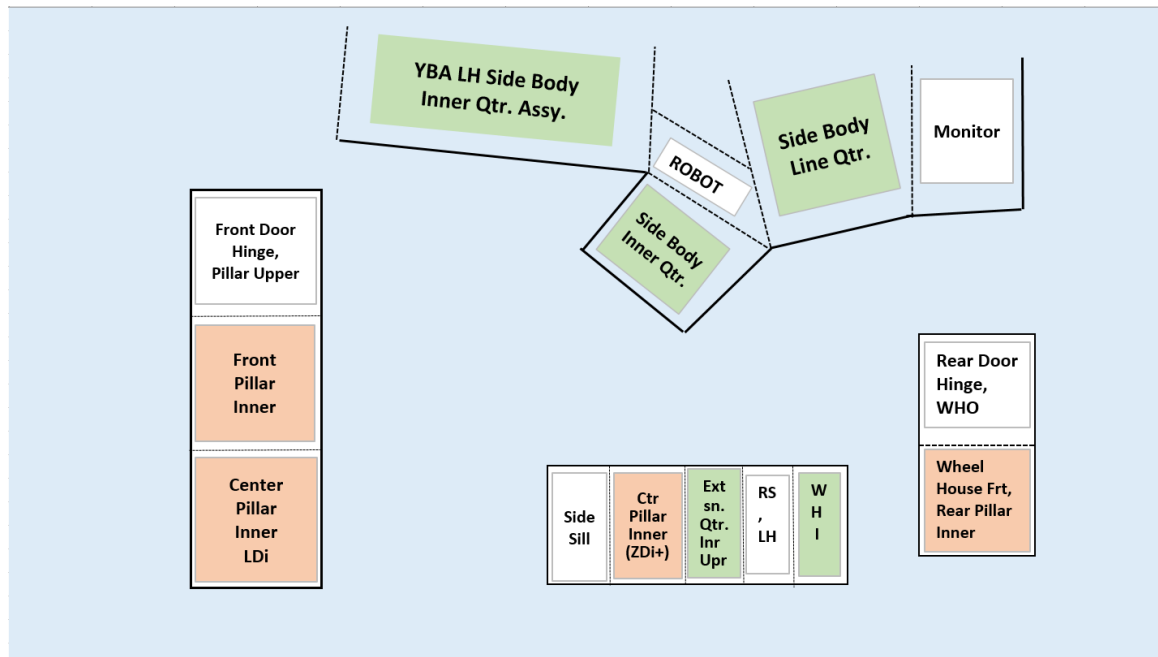 YBA LH Side Body
Inner Qtr. Assy.
ROBOT
Side Body
Line Qtr.
Monitor
Side Body
Inner Qtr.
Front Door
Hinge,
Pillar Upper
Front
Pillar
Inner
Center
Pillar
Inner
LDi
Side
Sill
Ctr
Pillar
Inner
(ZDi+)
Ext
sn.
Qtr.
Inr
Upr
RS
,
LH
W
H
I
Rear Door
Hinge,
WHO
Wheel
House Frt,
Rear Pillar
Inner